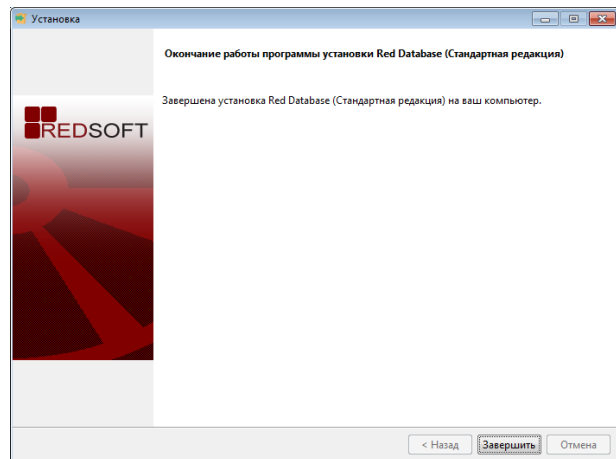 Установка
Окончание работы программы установки Red Database (Стандартная редакция)
Завершена установка Red Database (Стандартная редакция) на ваш компьютер.
REDSOFT
< Назад
Завершить
Отмена